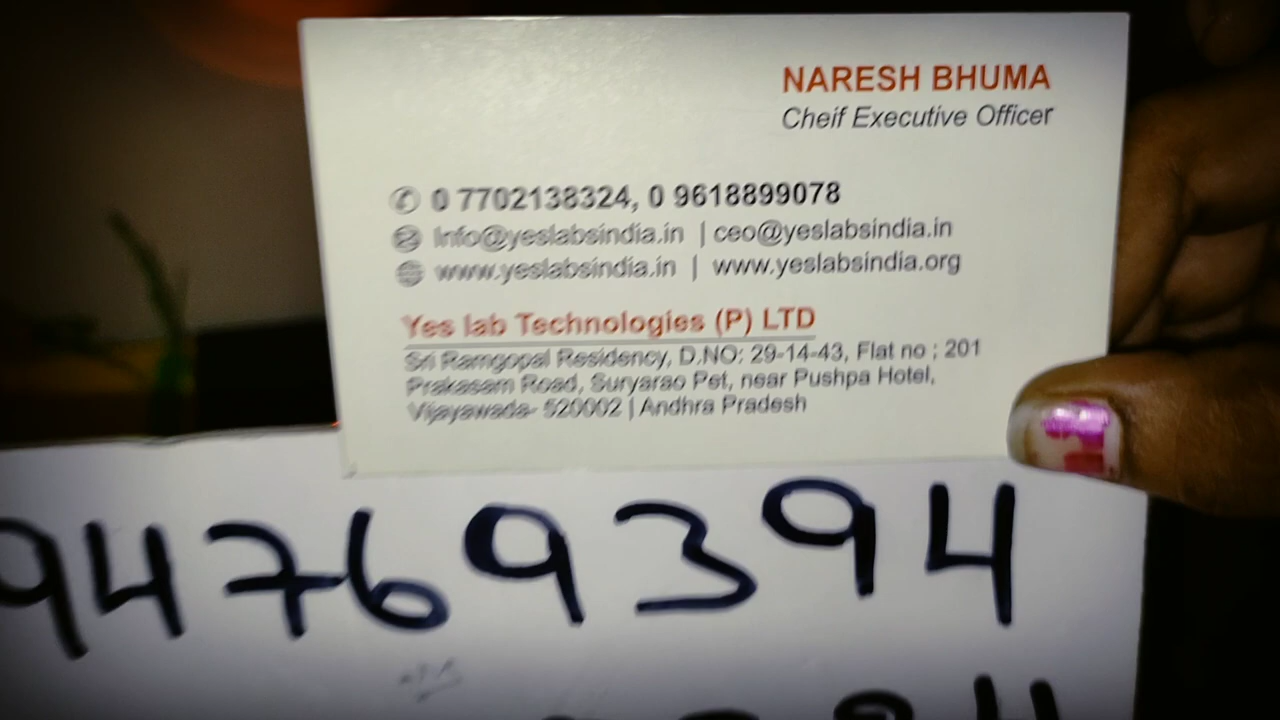 NARESH BHUMA
Cheif Executive Officer
0 7702138324, 0 9618899078
Info@yeslabsindia.in | ceo@yeslabsindia.in
www.yeslabsindia.in | www.yeslabsindia.org
Yes lab Technologies (P) LTD
Sri Ramgopal Residency, D.NO: 29-14-43, Flat no ; 201
Prakasam Road, Suryarao Pet, near Pushpa Hotel,
Vijayawada- 520002 | Andhra Pradesh
94769394